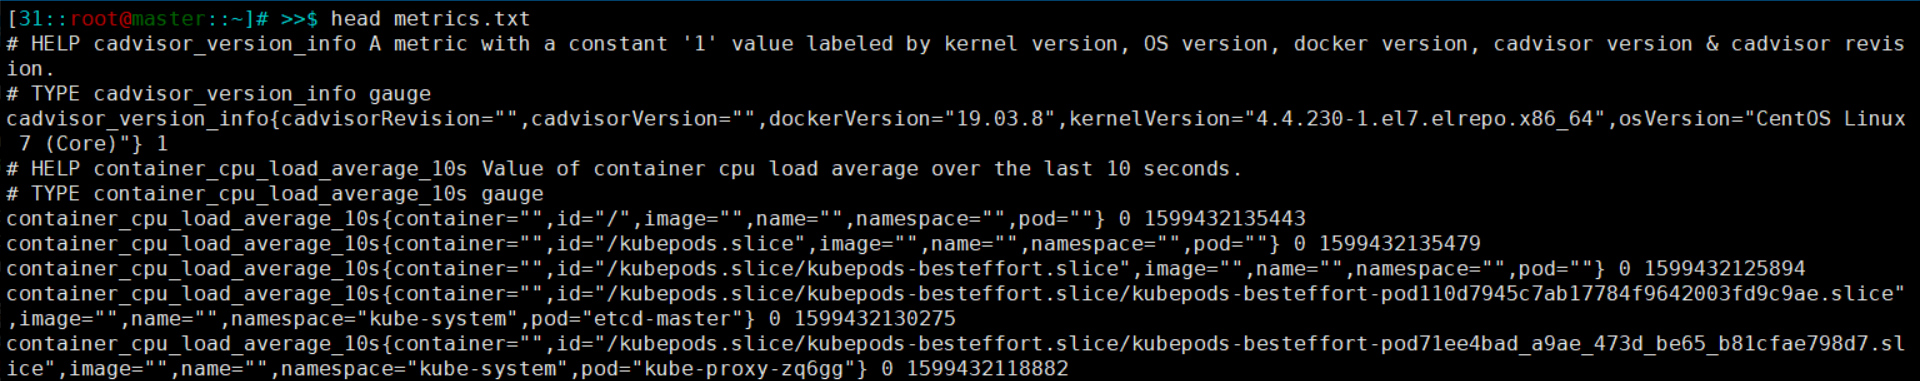 [31::root@master::~]# >>$ head metrics.txt
# HELP cadvisor_version_info A metric with a constant '1' value labeled by kernel version, OS version, docker version, cadvisor version & cadvisor revis
ion.
# TYPE cadvisor_version_info gauge
cadvisor_version_info{cadvisorRevision="",cadvisorVersion="",dockerVersion="19.03.8",kernelVersion="4.4.230-1.el7.elrepo.x86_64",osVersion="CentOS Linux
 7 (Core)"} 1
# HELP container_cpu_load_average_10s Value of container cpu load average over the last 10 seconds.
# TYPE container_cpu_load_average_10s gauge
container_cpu_load_average_10s{container="",id="/",image="",name="",namespace="",pod=""} 0 1599432135443
container_cpu_load_average_10s{container="",id="/kubepods.slice",image="",name="",namespace="",pod=""} 0 1599432135479
container_cpu_load_average_10s{container="",id="/kubepods.slice/kubepods-besteffort.slice",image="",name="",namespace="",pod=""} 0 1599432125894
container_cpu_load_average_10s{container="",id="/kubepods.slice/kubepods-besteffort.slice/kubepods-besteffort-pod110d7945c7ab17784f9642003fd9c9ae.slice"
,image="",name="",namespace="kube-system",pod="etcd-master"} 0 1599432130275
container_cpu_load_average_10s{container="",id="/kubepods.slice/kubepods-besteffort.slice/kubepods-besteffort-pod71ee4bad_a9ae_473d_be65_b81cfae798d7.sl
ice",image="",name="",namespace="kube-system",pod="kube-proxy-zq6gg"} 0 1599432118882